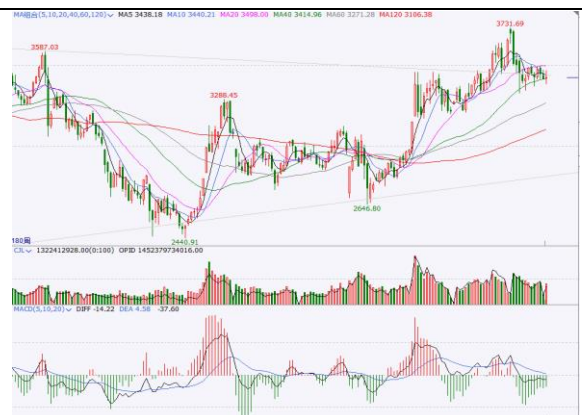 MA组合(5,10,20,40,60,120) MA5 3438.18 MA10 3440.21 MA20 3498.00 MA40 3414.96 MA60 3271.28 MA120 3106.38
3731.69
3587.03
3288.45
2646.80
2440.91
180周
CJL 1322412928.00(0:100) OPID 1452379734016.00
MACD(5,10,20) DIFF -14.22 DEA 4.58 -37.60